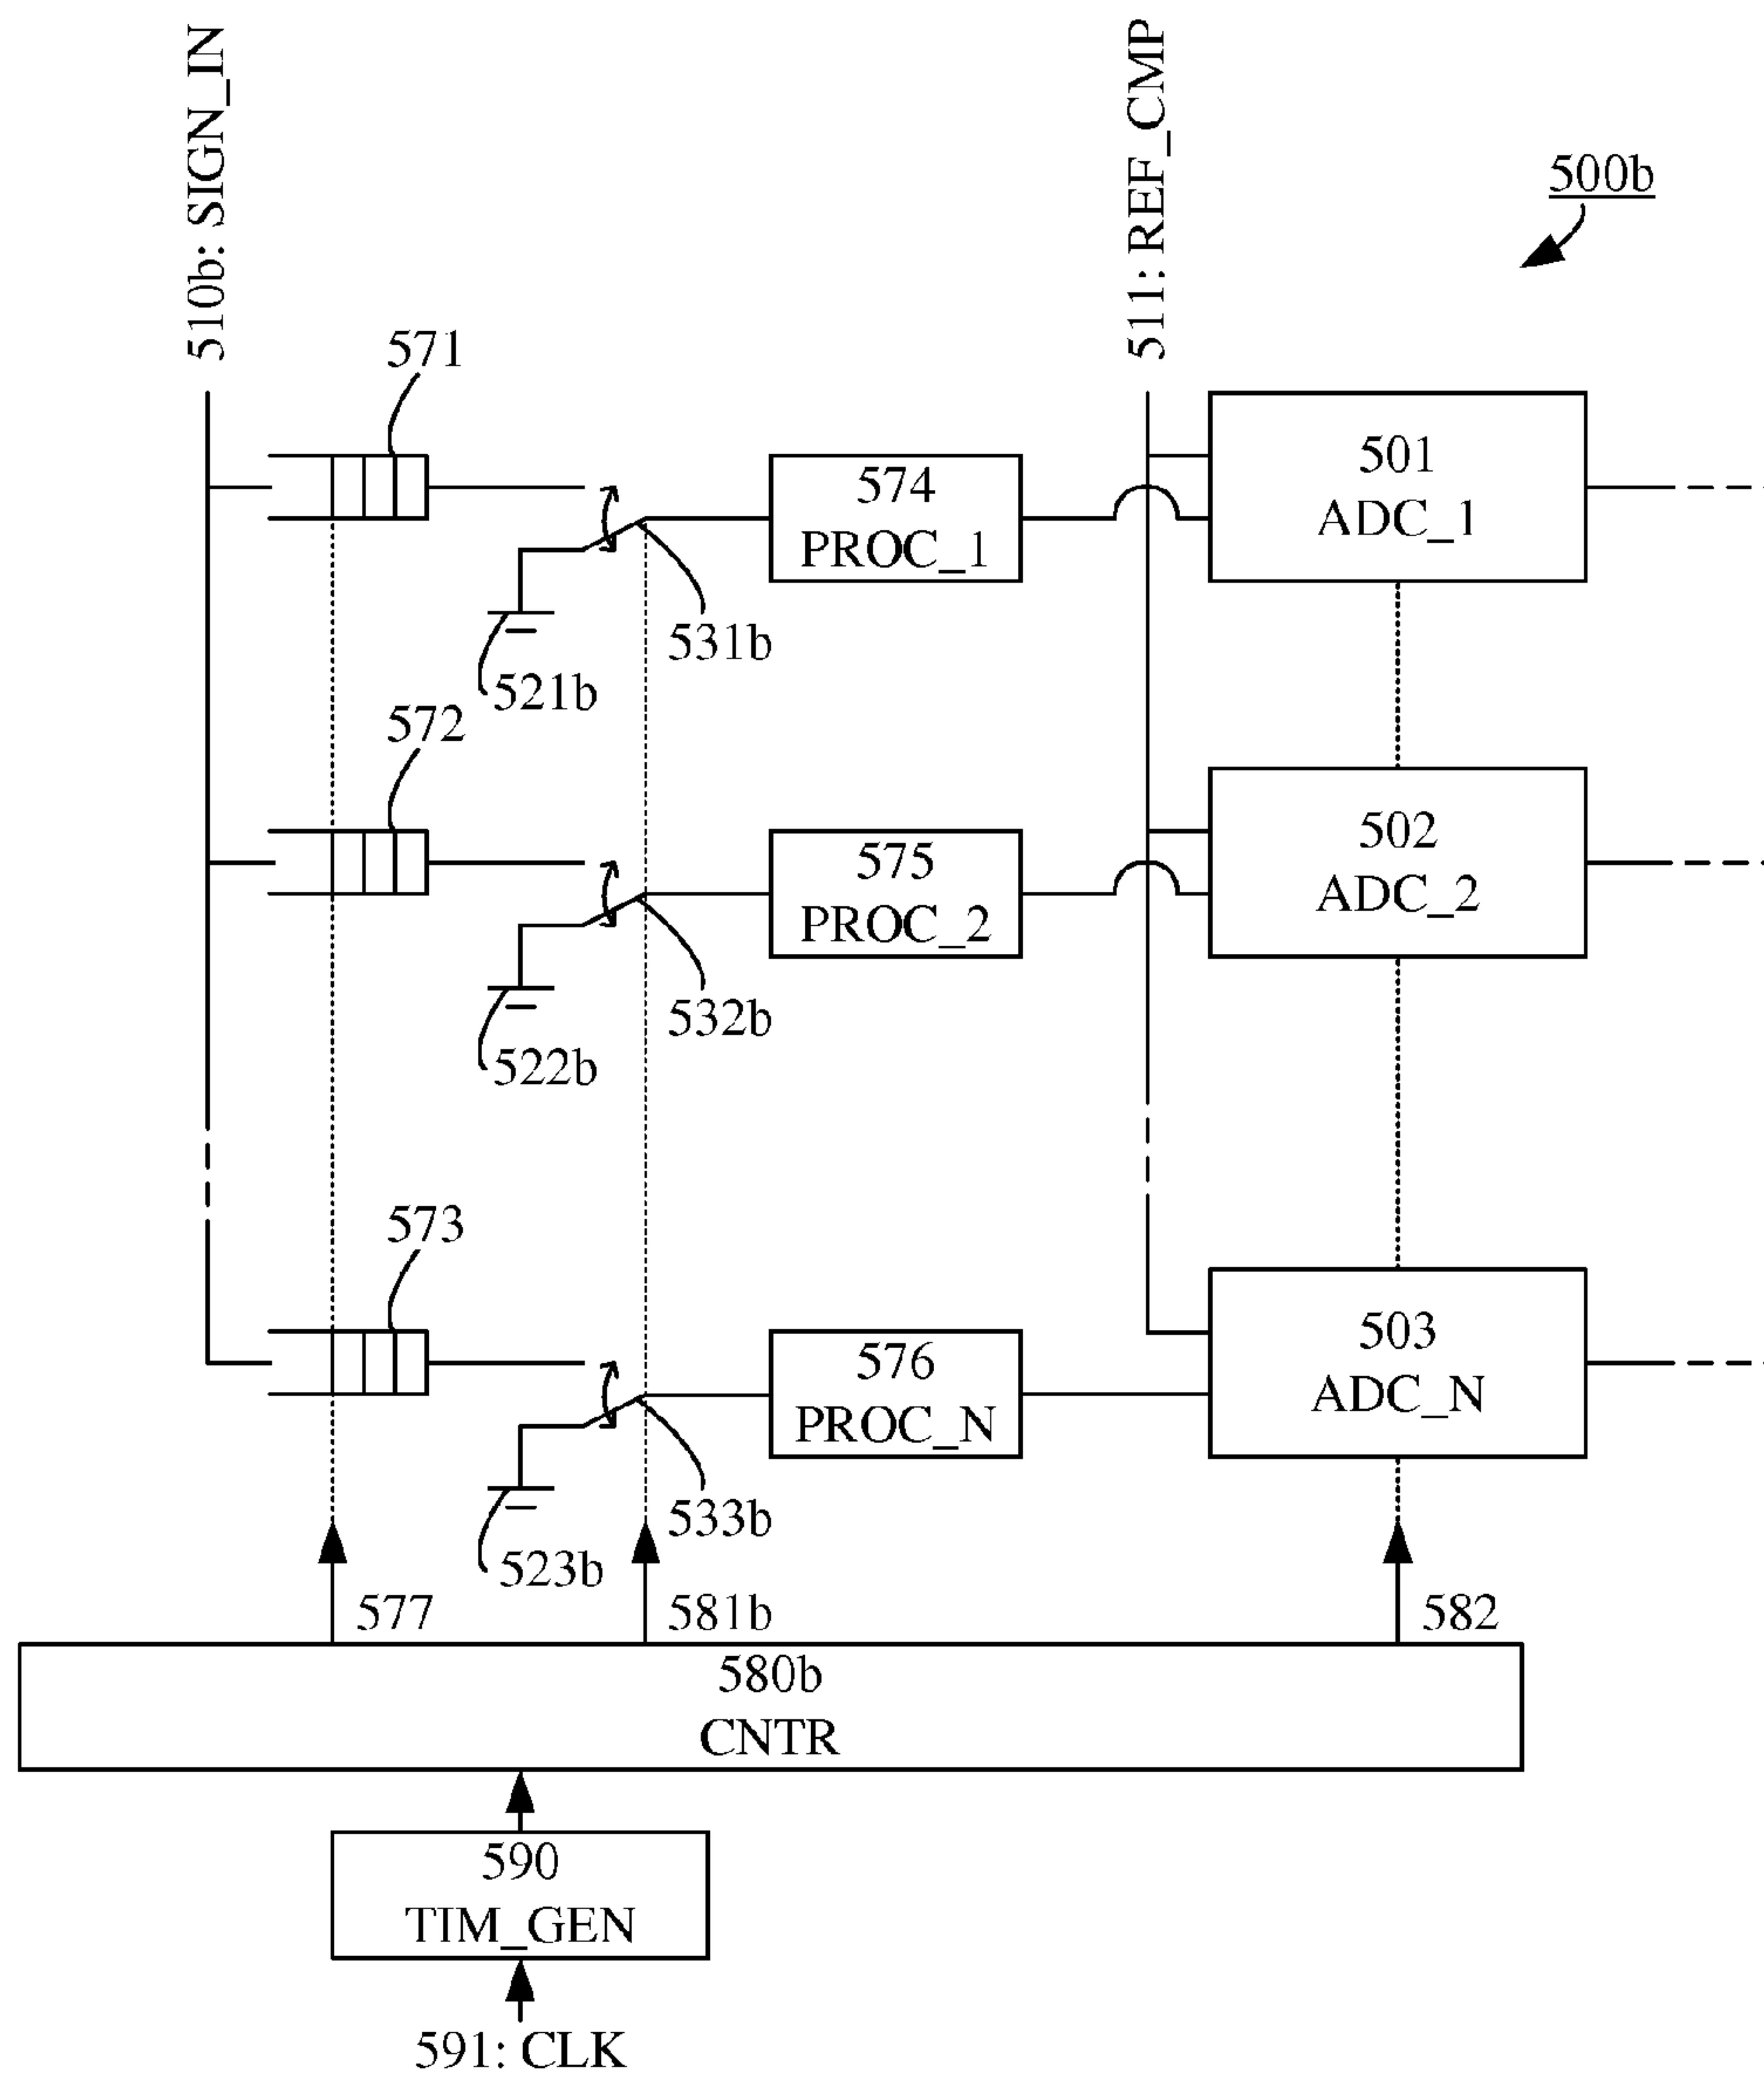 510b: SIGN_IN
511: REF_CMP
500b
571
501
ADC_1
574
PROC_1
531b
521b
572
502
ADC_2
575
PROC_2
532b
522b
573
503
ADC_N
576
PROC_N
533b
523b
577
581b
582
580b
CNTR
590
TIM_GEN
591: CLK